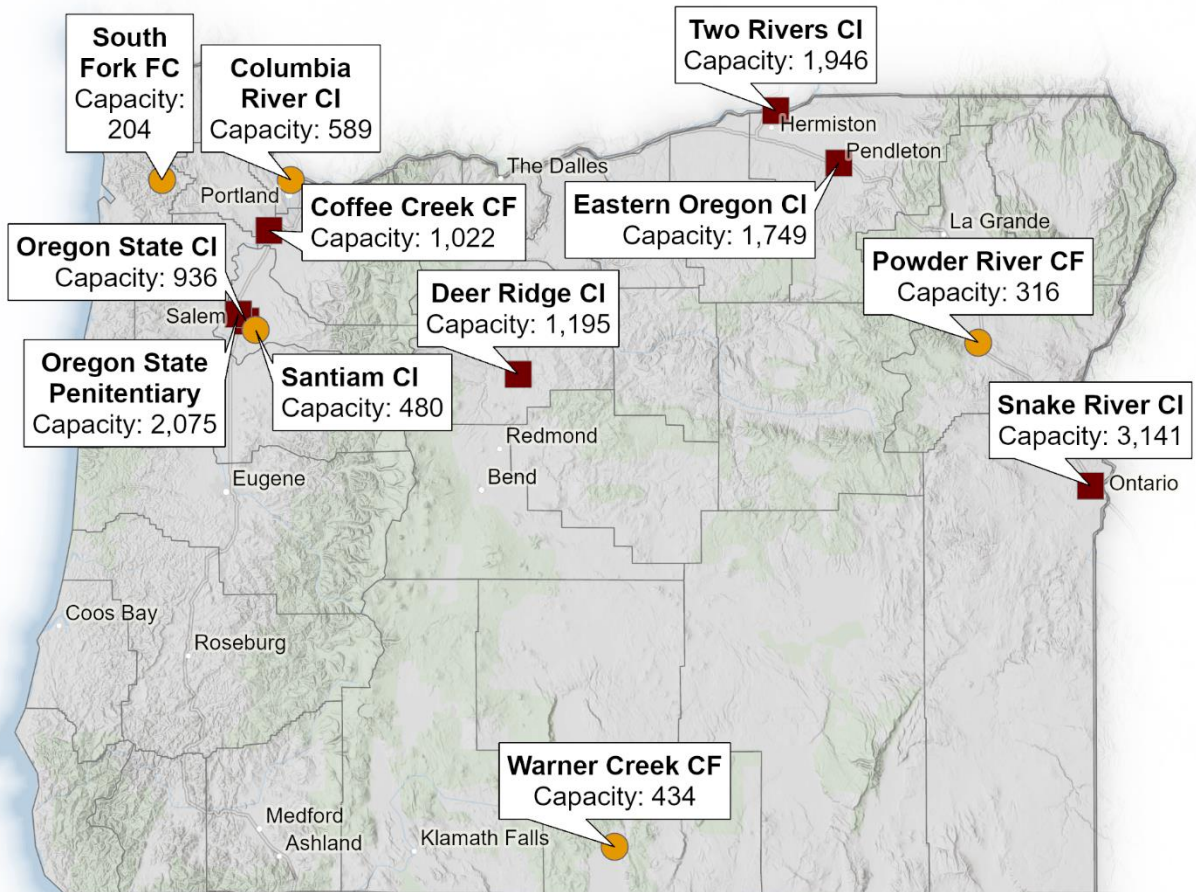 South
Fork FC
Capacity:
204
Columbia
River CI
Capacity: 589
Two Rivers CI
Capacity: 1,946
Hermiston
Pendleton
The Dalles
Portland
Coffee Creek CF
Capacity: 1,022
Eastern Oregon CI
Capacity: 1,749
La Grande
Oregon State CI
Capacity: 936
Powder River CF
Capacity: 316
Deer Ridge CI
Capacity: 1,195
Salem
Oregon State
Penitentiary
Capacity: 2,075
Santiam CI
Capacity: 480
Snake River CI
Capacity: 3,141
Redmond
Bend
Eugene
Ontario
Coos Bay
Roseburg
Warner Creek CF
Capacity: 434
Medford
Ashland
Klamath Falls